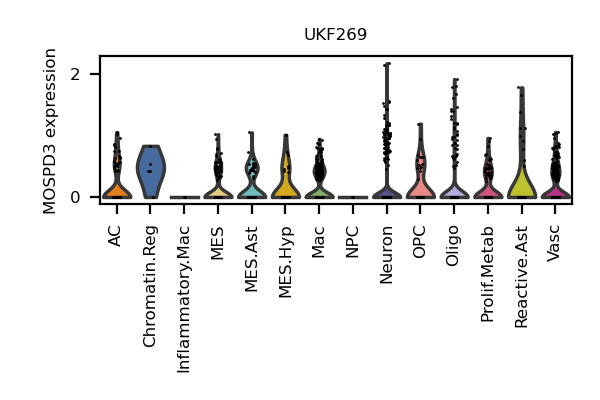 UKF269
MOSPD3 expression
2
0
AC
Chromatin.Reg
Inflammatory.Mac
MES
MES.Ast
MES.Hyp
Mac
NPC
Neuron
OPC
Oligo
Prolif.Metab
Reactive.Ast
Vasc